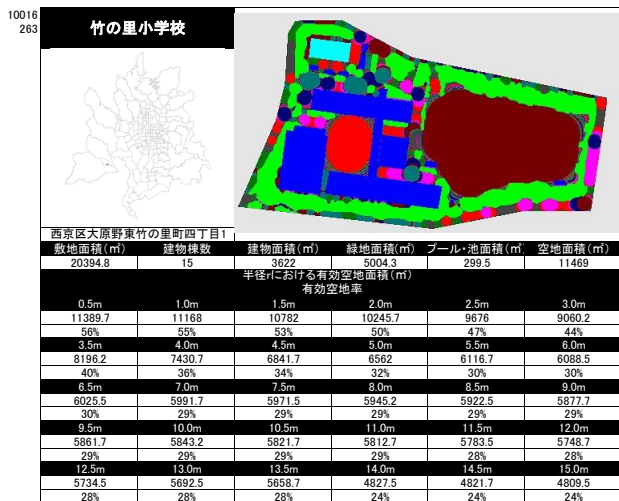 10016
263
竹の里小学校
西京区大原野東竹の里町四丁目1
敷地面積(㎡) 建物棟数 建物面積(㎡) 緑地面積(㎡) プール・池面積(㎡) 空地面積(㎡)
20394.8 15 3622 5004.3 299.5 11469
半径rにおける有効空地面積(㎡)
有効空地率
0.5m 1.0m 1.5m 2.0m 2.5m 3.0m
11389.7 11168 10782 10245.7 9676 9060.2
56% 55% 53% 50% 47% 44%
3.5m 4.0m 4.5m 5.0m 5.5m 6.0m
8196.2 7430.7 6841.7 6562 6116.7 6088.5
40% 36% 34% 32% 30% 30%
6.5m 7.0m 7.5m 8.0m 8.5m 9.0m
6025.5 5991.7 5971.5 5945.2 5922.5 5877.7
30% 29% 29% 29% 29% 29%
9.5m 10.0m 10.5m 11.0m 11.5m 12.0m
5861.7 5843.2 5821.7 5812.7 5783.5 5748.7
29% 29% 29% 29% 28% 28%
12.5m 13.0m 13.5m 14.0m 14.5m 15.0m
5734.5 5692.5 5658.7 4827.5 4821.7 4809.5
28% 28% 28% 24% 24% 24%